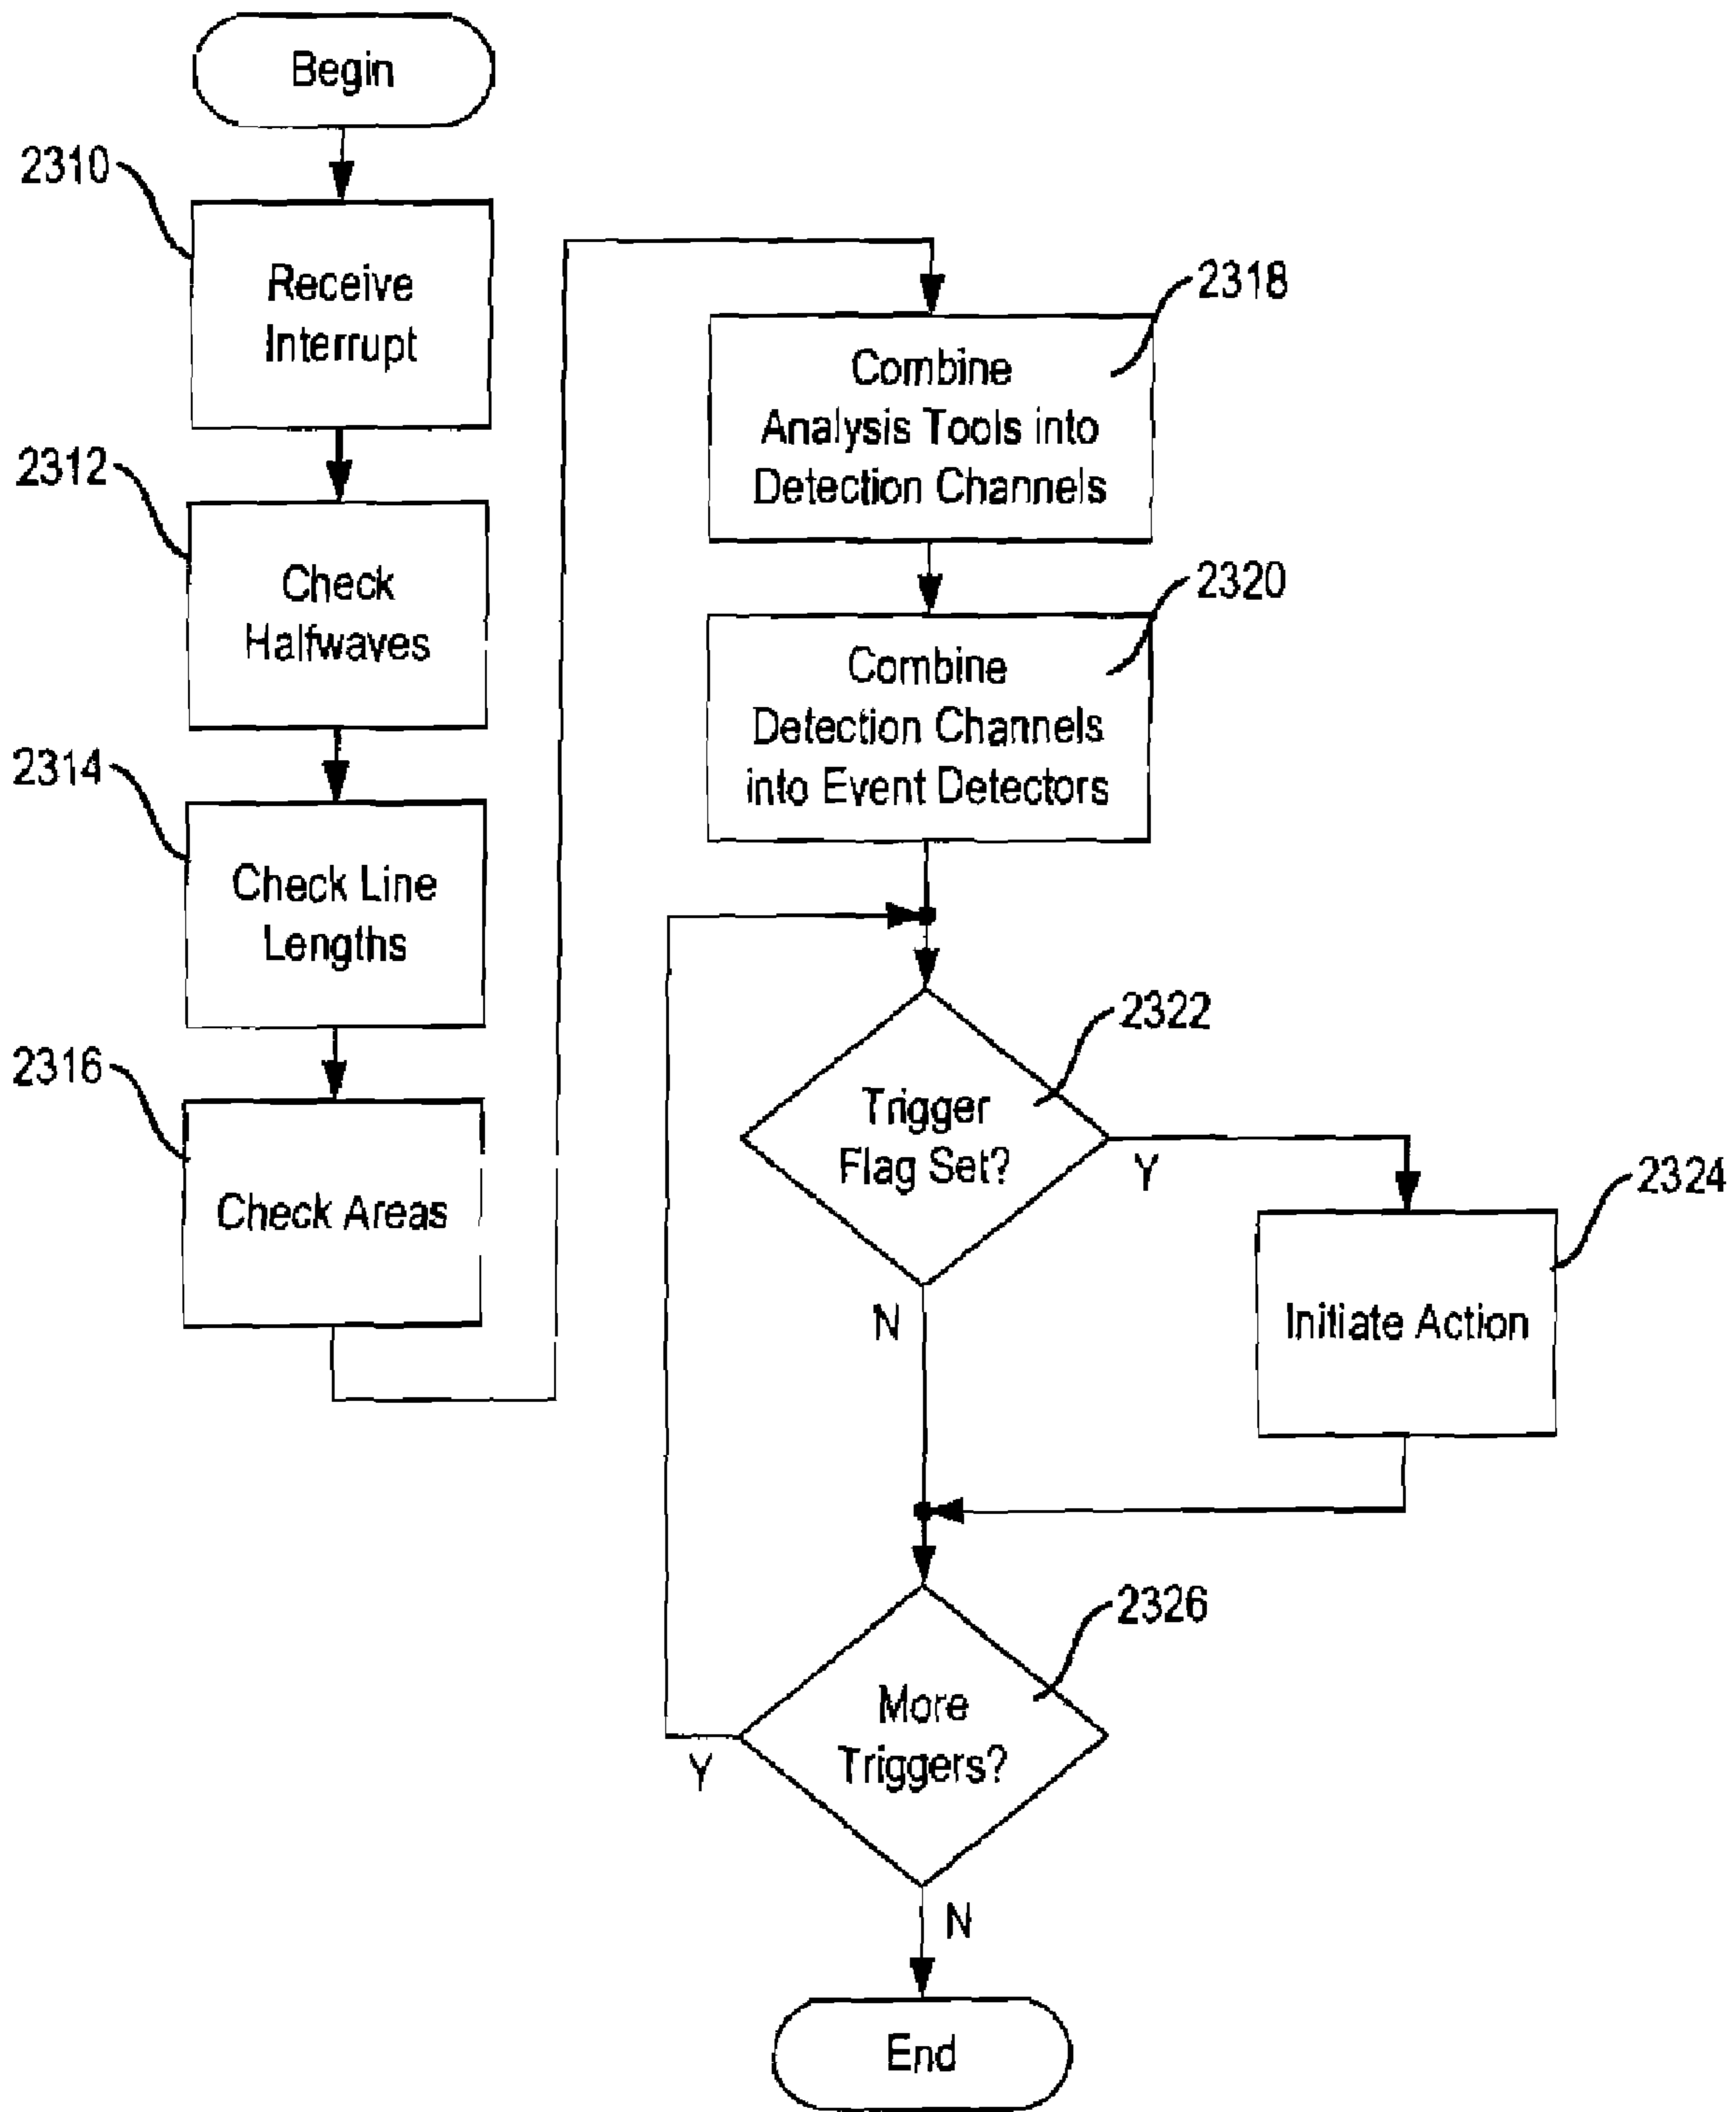 Begin
2310
Receive
Interrupt
2312
Check
Halfwaves
2314
Check Line
Lengths
2316
Check Areas
2318
Combine
Analysis Tools into
Detection Channels
2320
Combine
Detection Channels
into Event Detectors
2322
Trigger
Flag Set?
Y
N
2324
Initiate Action
2326
More
Triggers?
Y
N
End